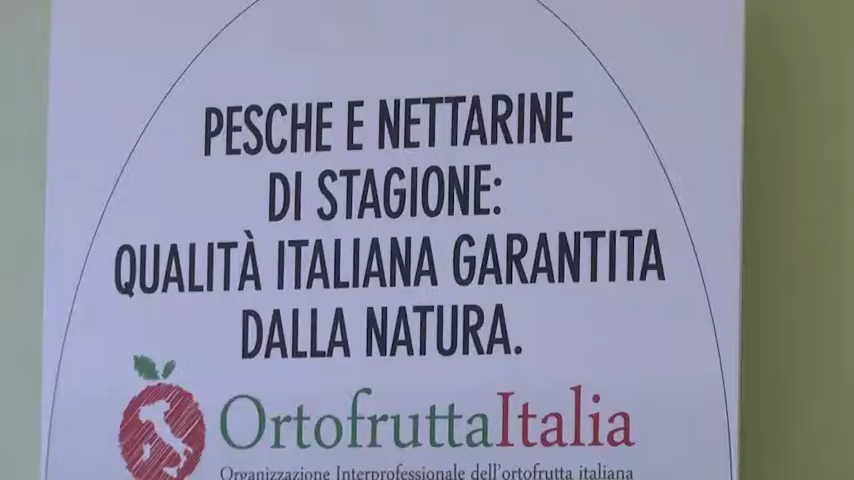 PESCHE E NETTARINE
DI STAGIONE:
QUALITÀ ITALIANA GARANTITA
DALLA NATURA.
OrtofruttaItalia
Organizzazione Interprofessionale dell'ortofrutta italiana